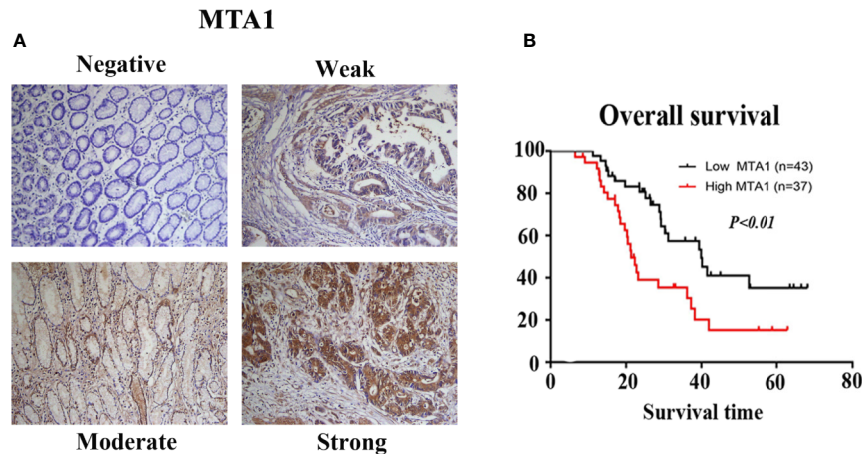 MTA1
A
Negative
Weak
Moderate
Strong
B
Overall survival
Low MTA1 (n=43)
High MTA1 (n=37)
P<0.01
100
80
60
40
20
0
0 20 40 60 80
Survival time